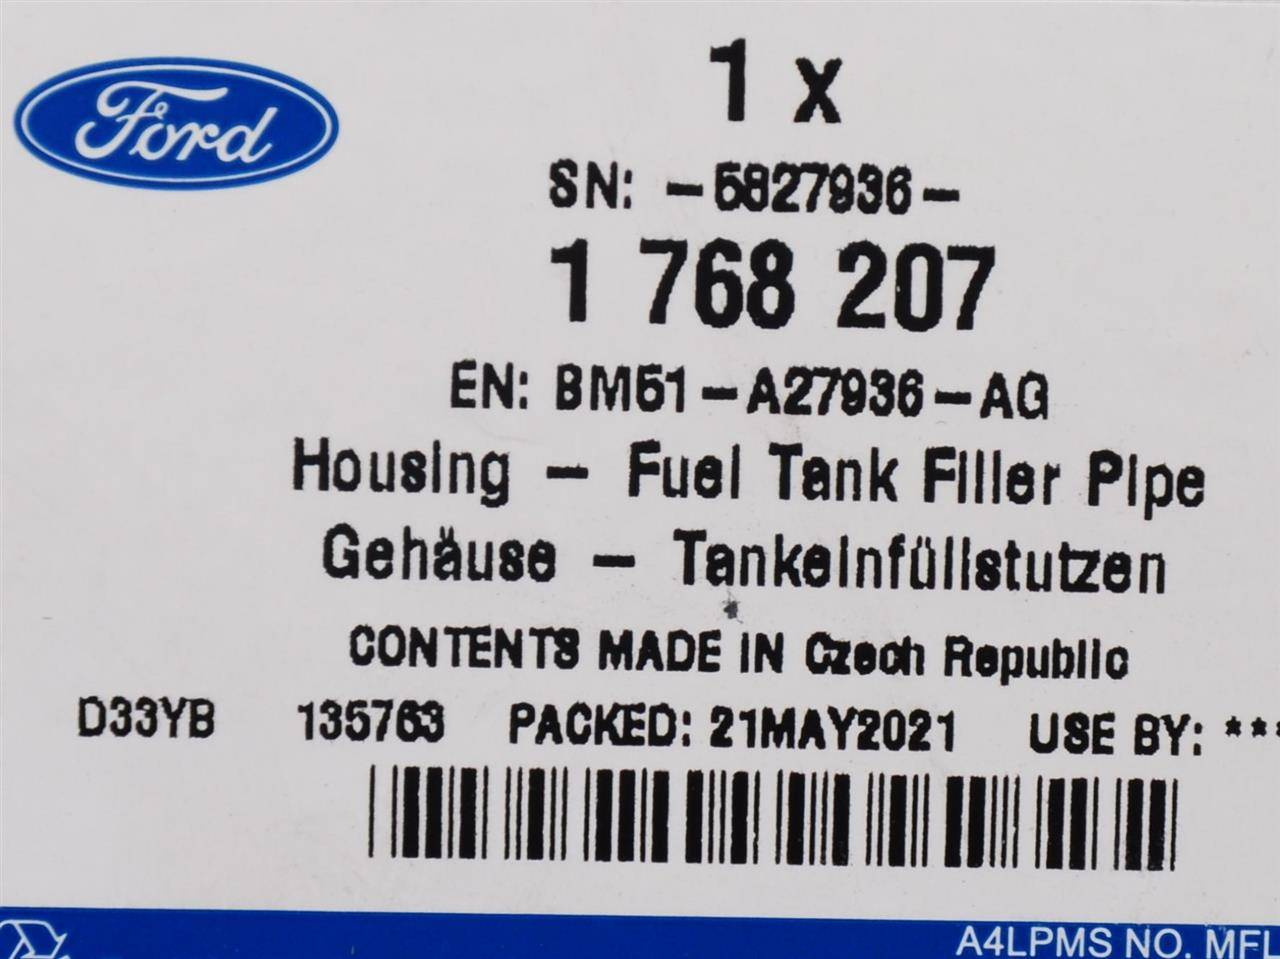 Ford
1 x
SN: -5827936-
1 768 207
EN: BM51-A27936-AG
Housing - Fuel Tank Filler Pipe
Gehäuse - Tankeinfüllstutzen
CONTENTS MADE IN Czech Republic
D33YB 135763 PACKED: 21MAY2021 USE BY: ***
A4LPMS NO. MFL